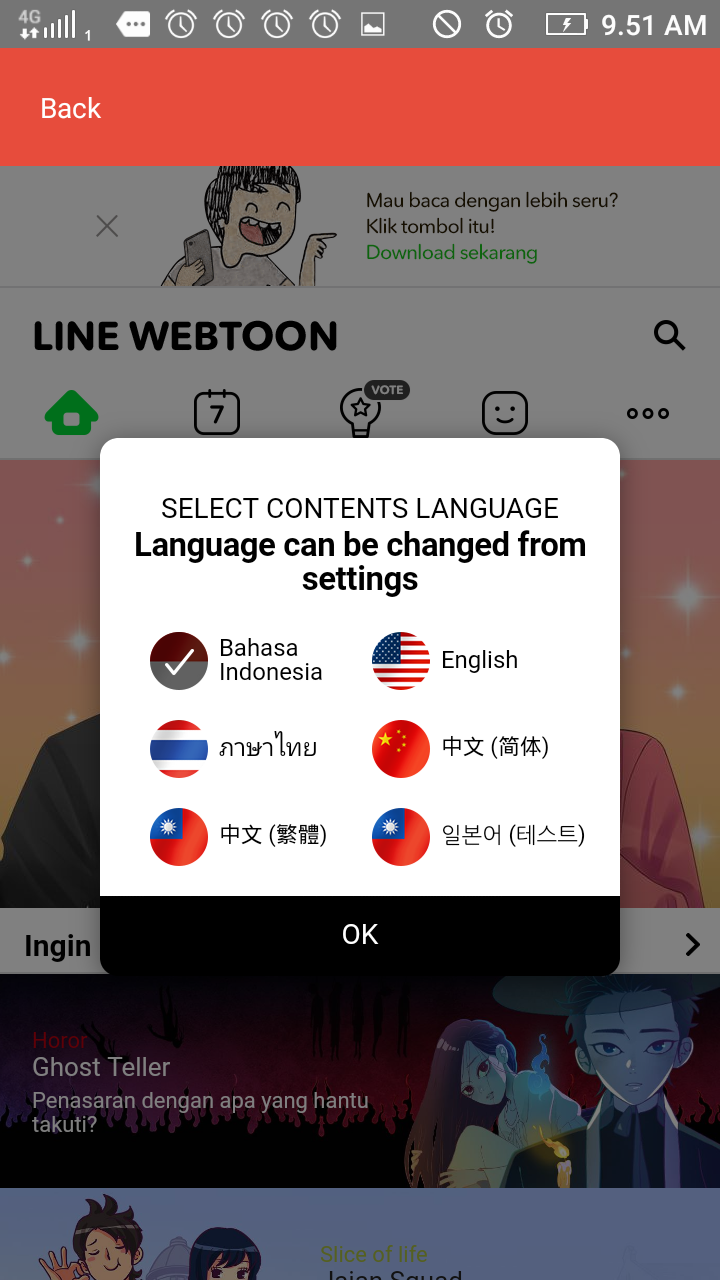 4G 1 9.51 AM
Back
Mau baca dengan lebih seru?
Klik tombol itu!
Download sekarang
LINE WEBTOON
7
VOTE
SELECT CONTENTS LANGUAGE
Language can be changed from
settings
Bahasa
Indonesia
English
ภาษาไทย
中文 (简体)
中文 (繁體)
일본어 (테스트)
OK
Ingin
Horor
Ghost Teller
Penasaran dengan apa yang hantu
takuti?
Slice of life
Squad